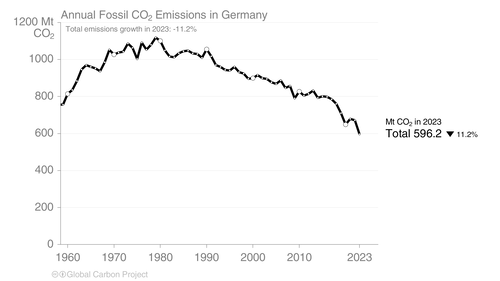 Annual Fossil CO₂ Emissions in Germany
1200 Mt
CO₂
Total emissions growth in 2023: -11.2%
1000
800
600
400
200
0
1960 1970 1980 1990 2000 2010 2023
Mt CO₂ in 2023
Total 596.2 ▼ 11.2%
Global Carbon Project